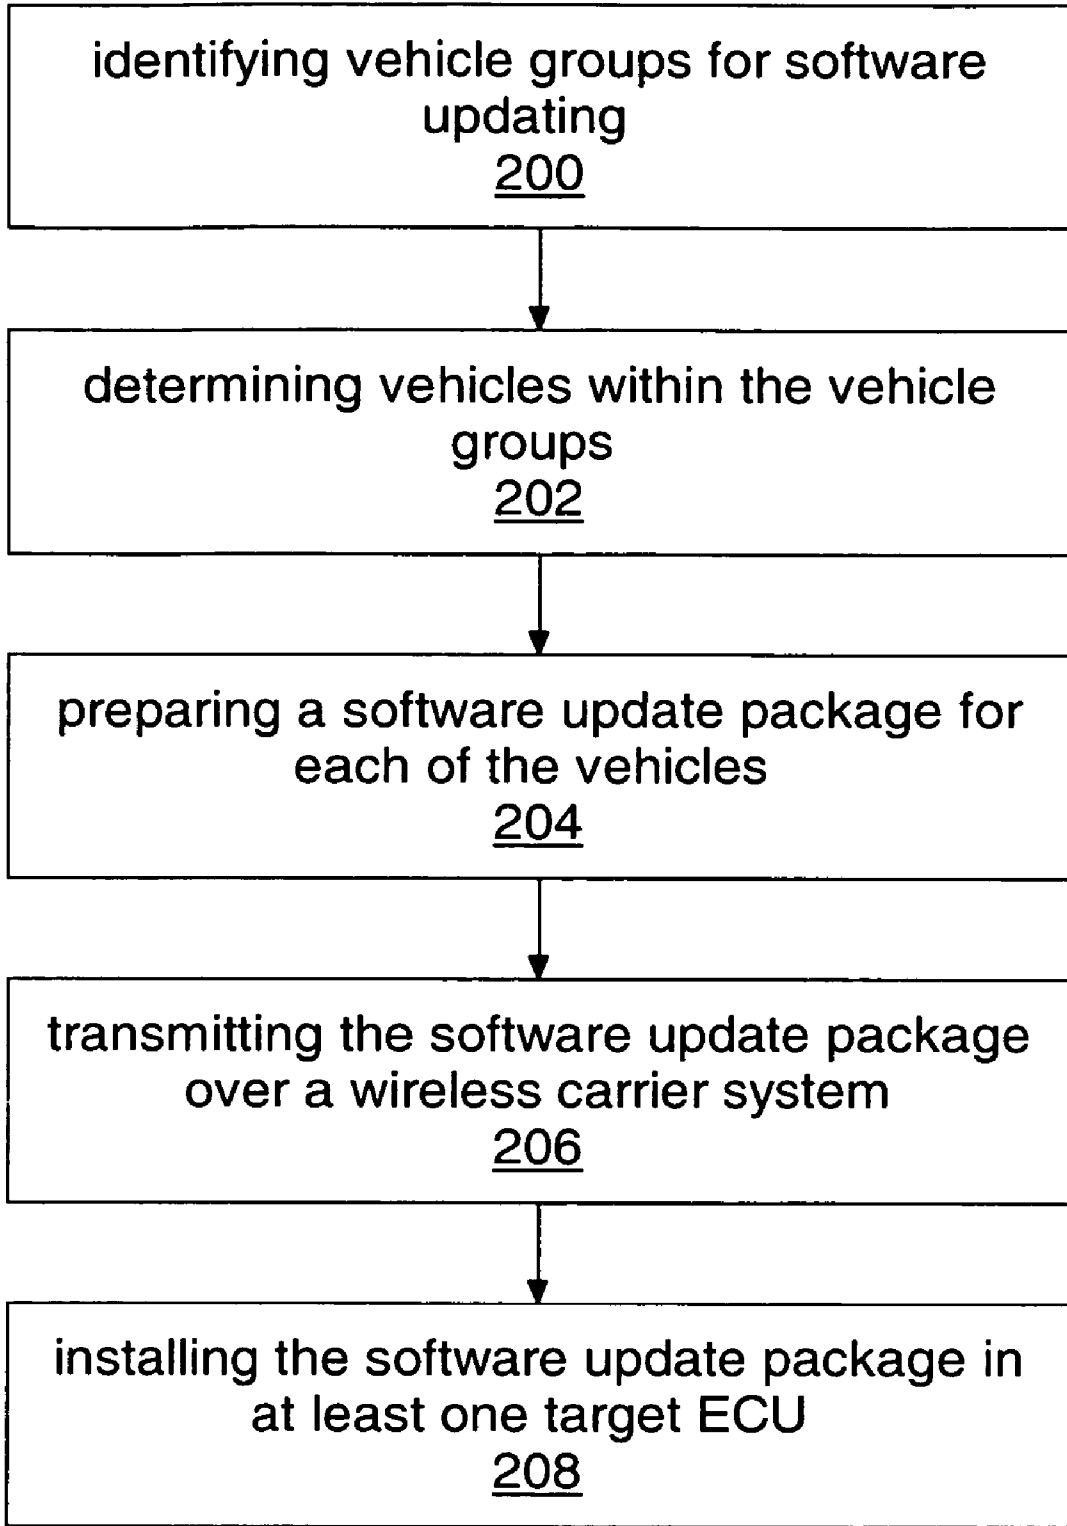 identifying vehicle groups for software
updating
200
determining vehicles within the vehicle
groups
202
preparing a software update package for
each of the vehicles
204
transmitting the software update package
over a wireless carrier system
206
installing the software update package in
at least one target ECU
208